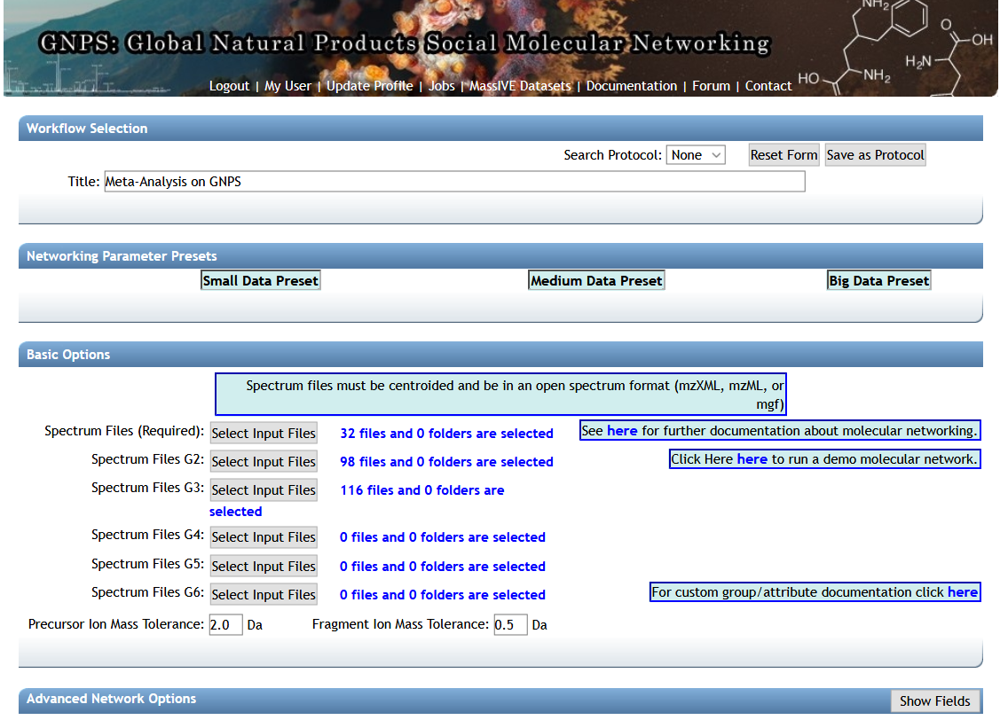 GNPS: Global Natural Products Social Molecular Networking
NH2
O
OH
H2N
HO
NH2
Logout | My User | Update Profile | Jobs | MassIVE Datasets | Documentation | Forum | Contact
Workflow Selection
Search Protocol: None Reset Form Save as Protocol
Title: Meta-Analysis on GNPS
Networking Parameter Presets
Small Data Preset Medium Data Preset Big Data Preset
Basic Options
Spectrum files must be centroided and be in an open spectrum format (mzXML, mzML, or
mgf)
Spectrum Files (Required): Select Input Files 32 files and 0 folders are selected See here for further documentation about molecular networking.
Spectrum Files G2: Select Input Files 98 files and 0 folders are selected Click Here here to run a demo molecular network.
Spectrum Files G3: Select Input Files 116 files and 0 folders are
selected
Spectrum Files G4: Select Input Files 0 files and 0 folders are selected
Spectrum Files G5: Select Input Files 0 files and 0 folders are selected
Spectrum Files G6: Select Input Files 0 files and 0 folders are selected For custom group/attribute documentation click here
Precursor Ion Mass Tolerance: 2.0 Da Fragment Ion Mass Tolerance: 0.5 Da
Advanced Network Options Show Fields